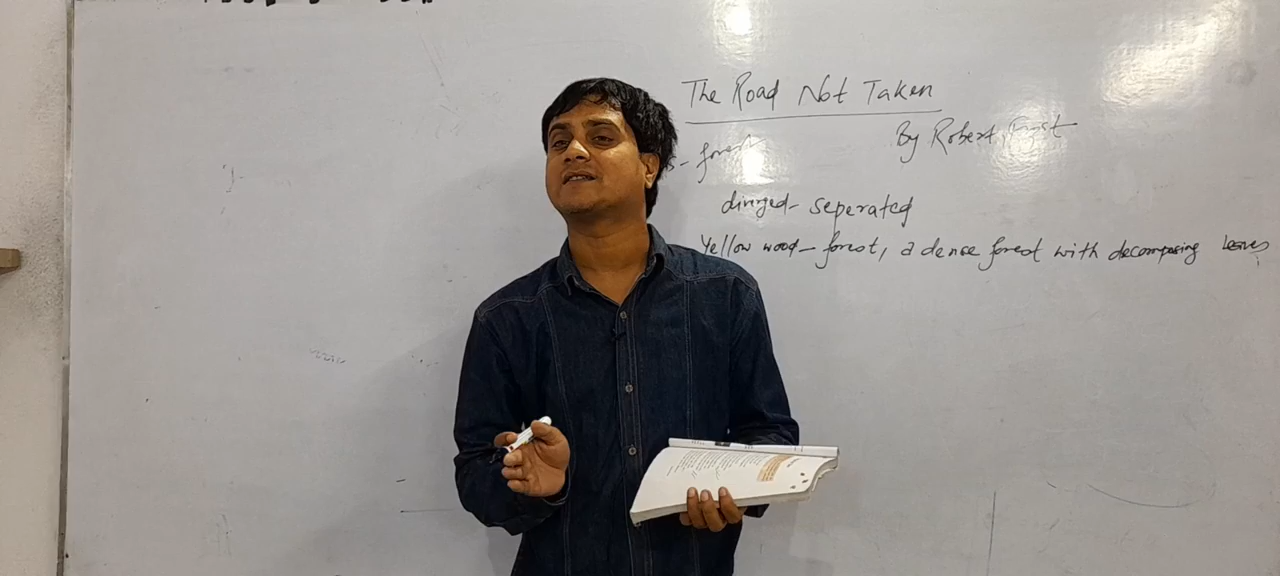 The Road Not Taken
By Robert Frost
s - forest
diverged - seperated
Yellow wood - forest, a dense forest with decomposing leaves